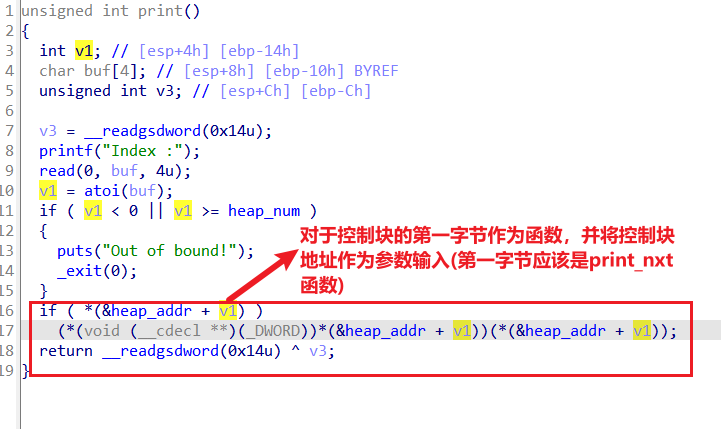 1 unsigned int print()
2 {
3 int v1; // [esp+4h] [ebp-14h]
4 char buf[4]; // [esp+8h] [ebp-10h] BYREF
5 unsigned int v3; // [esp+Ch] [ebp-Ch]
6
7 v3 = __readgsdword(0x14u);
8 printf("Index :");
9 read(0, buf, 4u);
10 v1 = atoi(buf);
11 if ( v1 < 0 || v1 >= heap_num )
12 {
13 puts("Out of bound!");
14 _exit(0);
15 }
对于控制块的第一字节作为函数，并将控制块
地址作为参数输入(第一字节应该是print_nxt
函数)
16 if ( *(&heap_addr + v1) )
17 (*(void (__cdecl **)(_DWORD))*(&heap_addr + v1))(*(&heap_addr + v1));
18 return __readgsdword(0x14u) ^ v3;
19 }